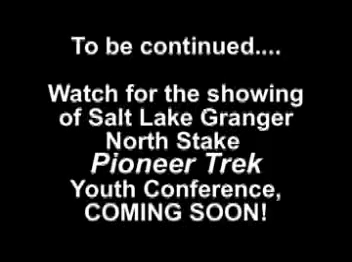 To be continued....
Watch for the showing
of Salt Lake Granger
North Stake
Pioneer Trek
Youth Conference,
COMING SOON!